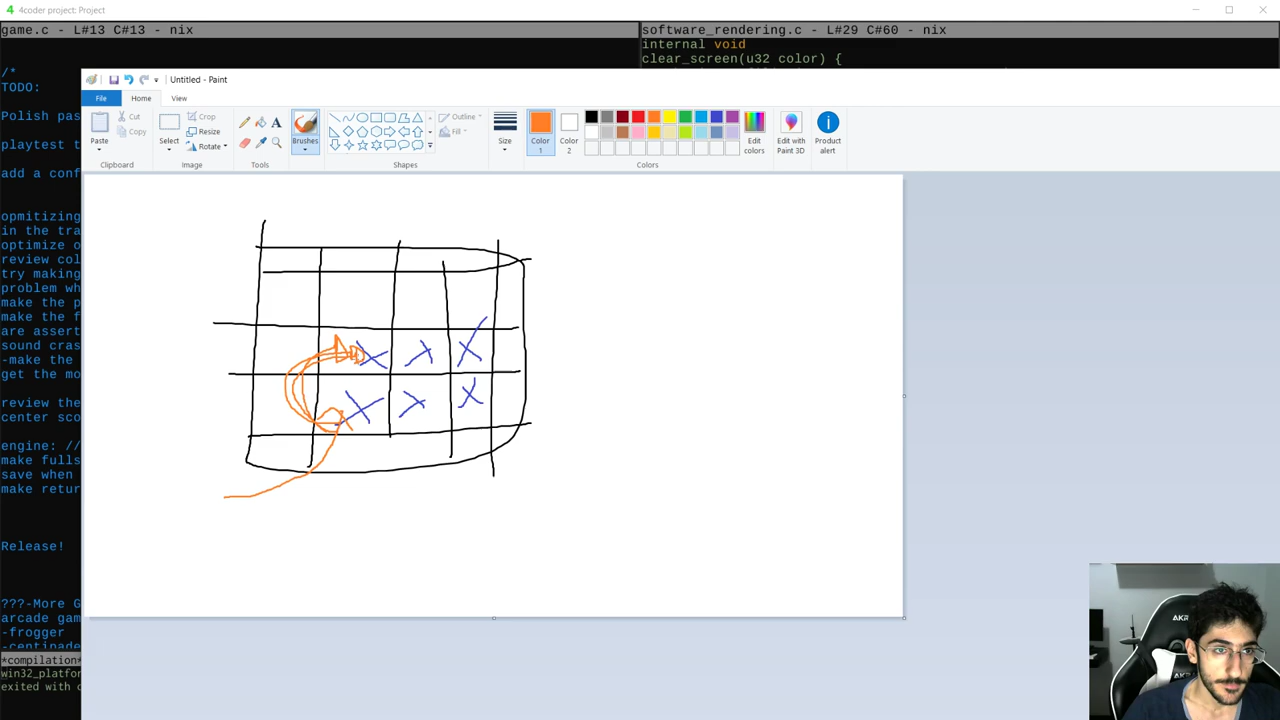 4coder project: Project
game.c - L#13 C#13 - nix
software_rendering.c - L#29 C#60 - nix
internal void
clear_screen(u32 color) {
/*
TODO:
Polish pas
playtest t
add a conf
opmitizing
in the tra
optimize o
review col
try making
problem wh
make the p
make the f
are assert
sound cras
-make the
get the mo
review the
center sco
engine: //
make fulls
save when
make retur
Release!
???-More G
arcade gam
-frogger
-centipade
*compilation*
win32_platfor
exited with c
Untitled - Paint
File Home View
Paste
Cut
Copy
Clipboard
Select
Crop
Resize
Rotate
Image
Tools
Brushes
Shapes
Outline
Fill
Size
Color
1
Color
2
Colors
Edit
colors
Edit with
Paint 3D
Product
alert
AKR
AKRA